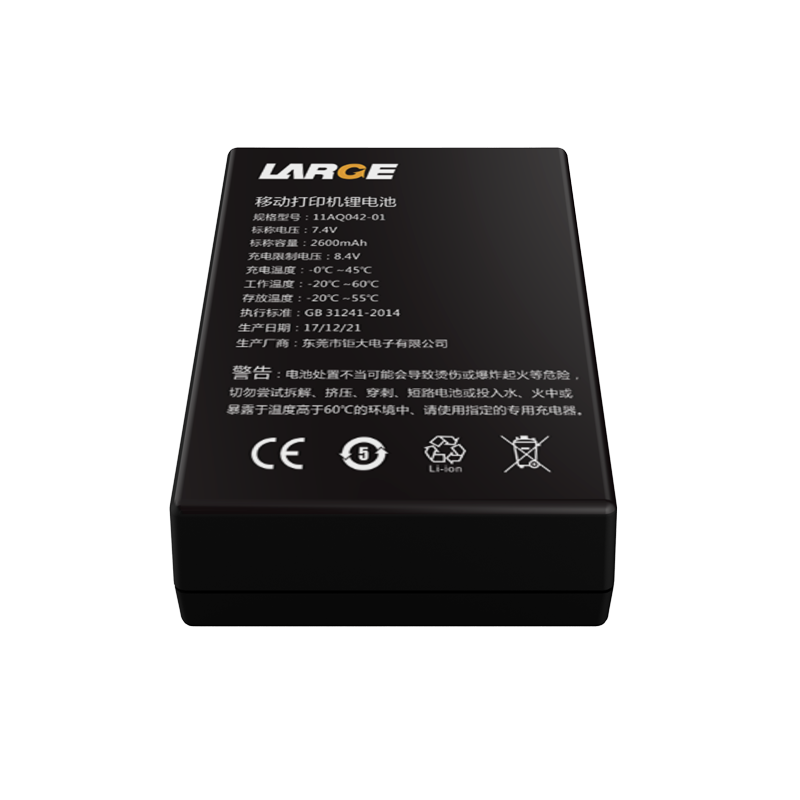 LARGE
移动打印机锂电池
规格型号：11AQ042-01
标称电压：7.4V
标称容量：2600mAh
充电限制电压：8.4V
充电温度：-0℃ ~45℃
工作温度：-20℃ ~60℃
存放温度：-20℃ ~55℃
执行标准：GB 31241-2014
生产日期：17/12/21
生产厂商：东莞市钜大电子有限公司
警告：电池处置不当可能会导致烫伤或爆炸起火等危险，
切勿尝试拆解、挤压、穿刺、短路电池或投入水、火中或
暴露于温度高于60℃的环境中、请使用指定的专用充电器。
CE 5
Li-ion